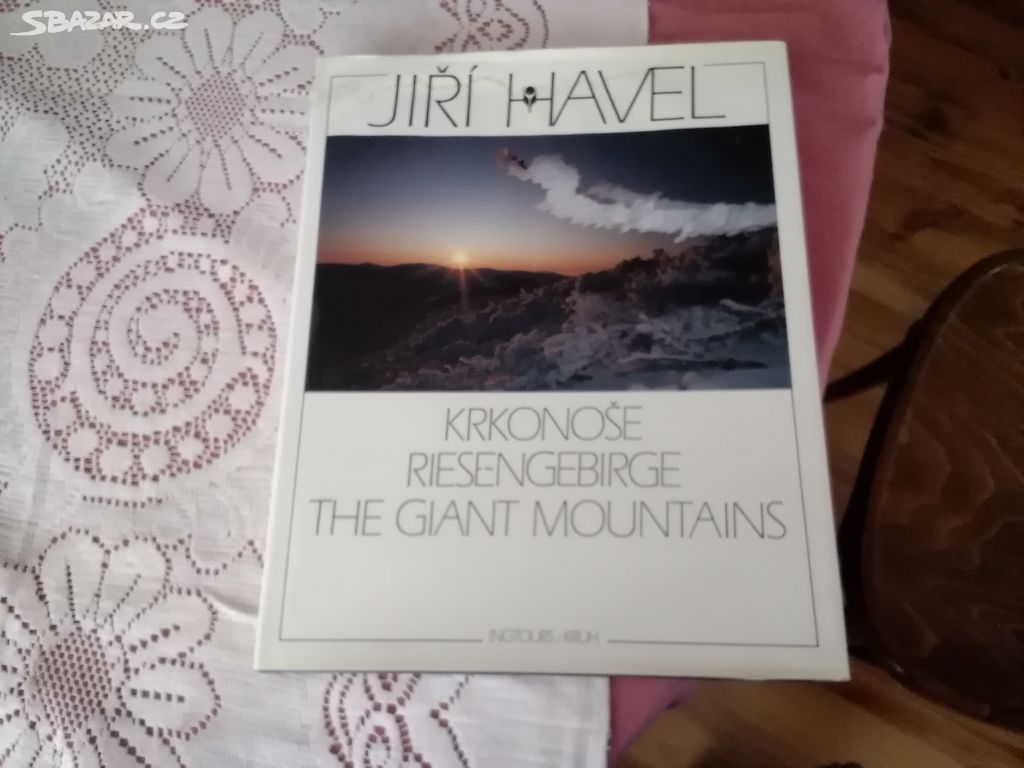 SBAZAR.CZ
JIŘÍ HAVEL
KRKONOŠE
RIESENGEBIRGE
THE GIANT MOUNTAINS
INGTOURS - KRUH